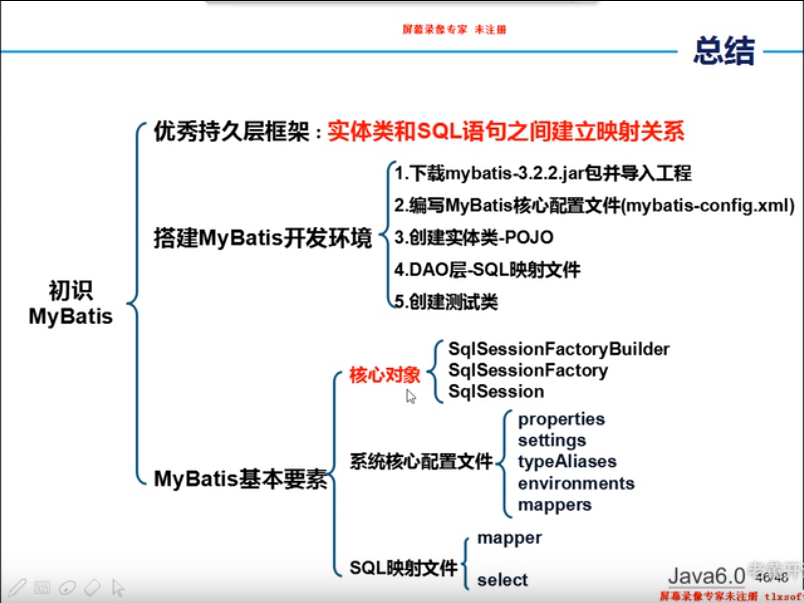 屏幕录像专家 未注册
总结
优秀持久层框架：实体类和SQL语句之间建立映射关系
1.下载mybatis-3.2.2.jar包并导入工程
2.编写MyBatis核心配置文件(mybatis-config.xml)
搭建MyBatis开发环境
3.创建实体类-POJO
4.DAO层-SQL映射文件
5.创建测试类
初识
MyBatis
核心对象
SqlSessionFactoryBuilder
SqlSessionFactory
SqlSession
MyBatis基本要素
系统核心配置文件
properties
settings
typeAliases
environments
mappers
SQL映射文件
mapper
select
Java6.0 46/48
屏幕录像专家未注册 tlxsof